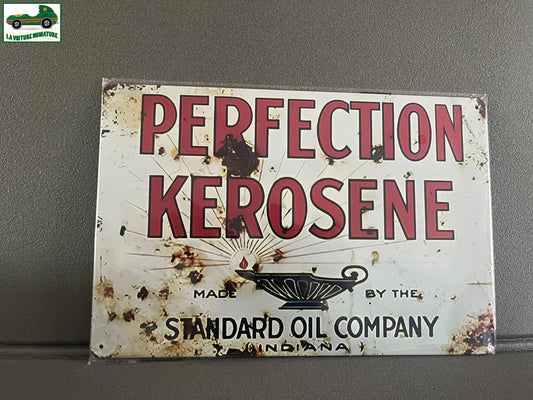 LA VOITURE MINIATURE
PERFECTION
KEROSENE
MADE BY THE
STANDARD OIL COMPANY
(INDIANA)